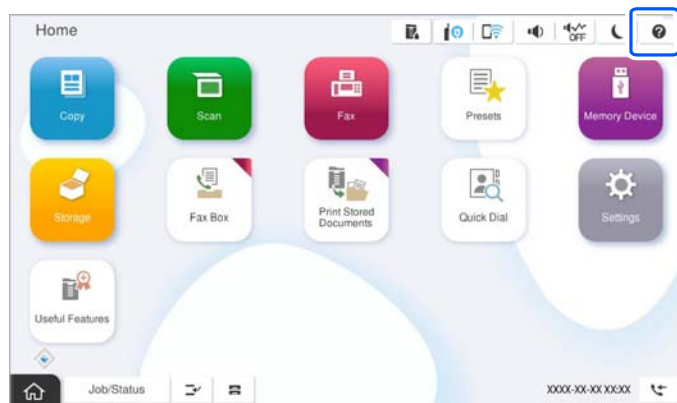 Home
OFF
Copy
Scan
Fax
Presets
Memory Device
Storage
Fax Box
Print Stored
Documents
Quick Dial
Settings
Useful Features
Job/Status
XXXX-XX-XX XX:XX